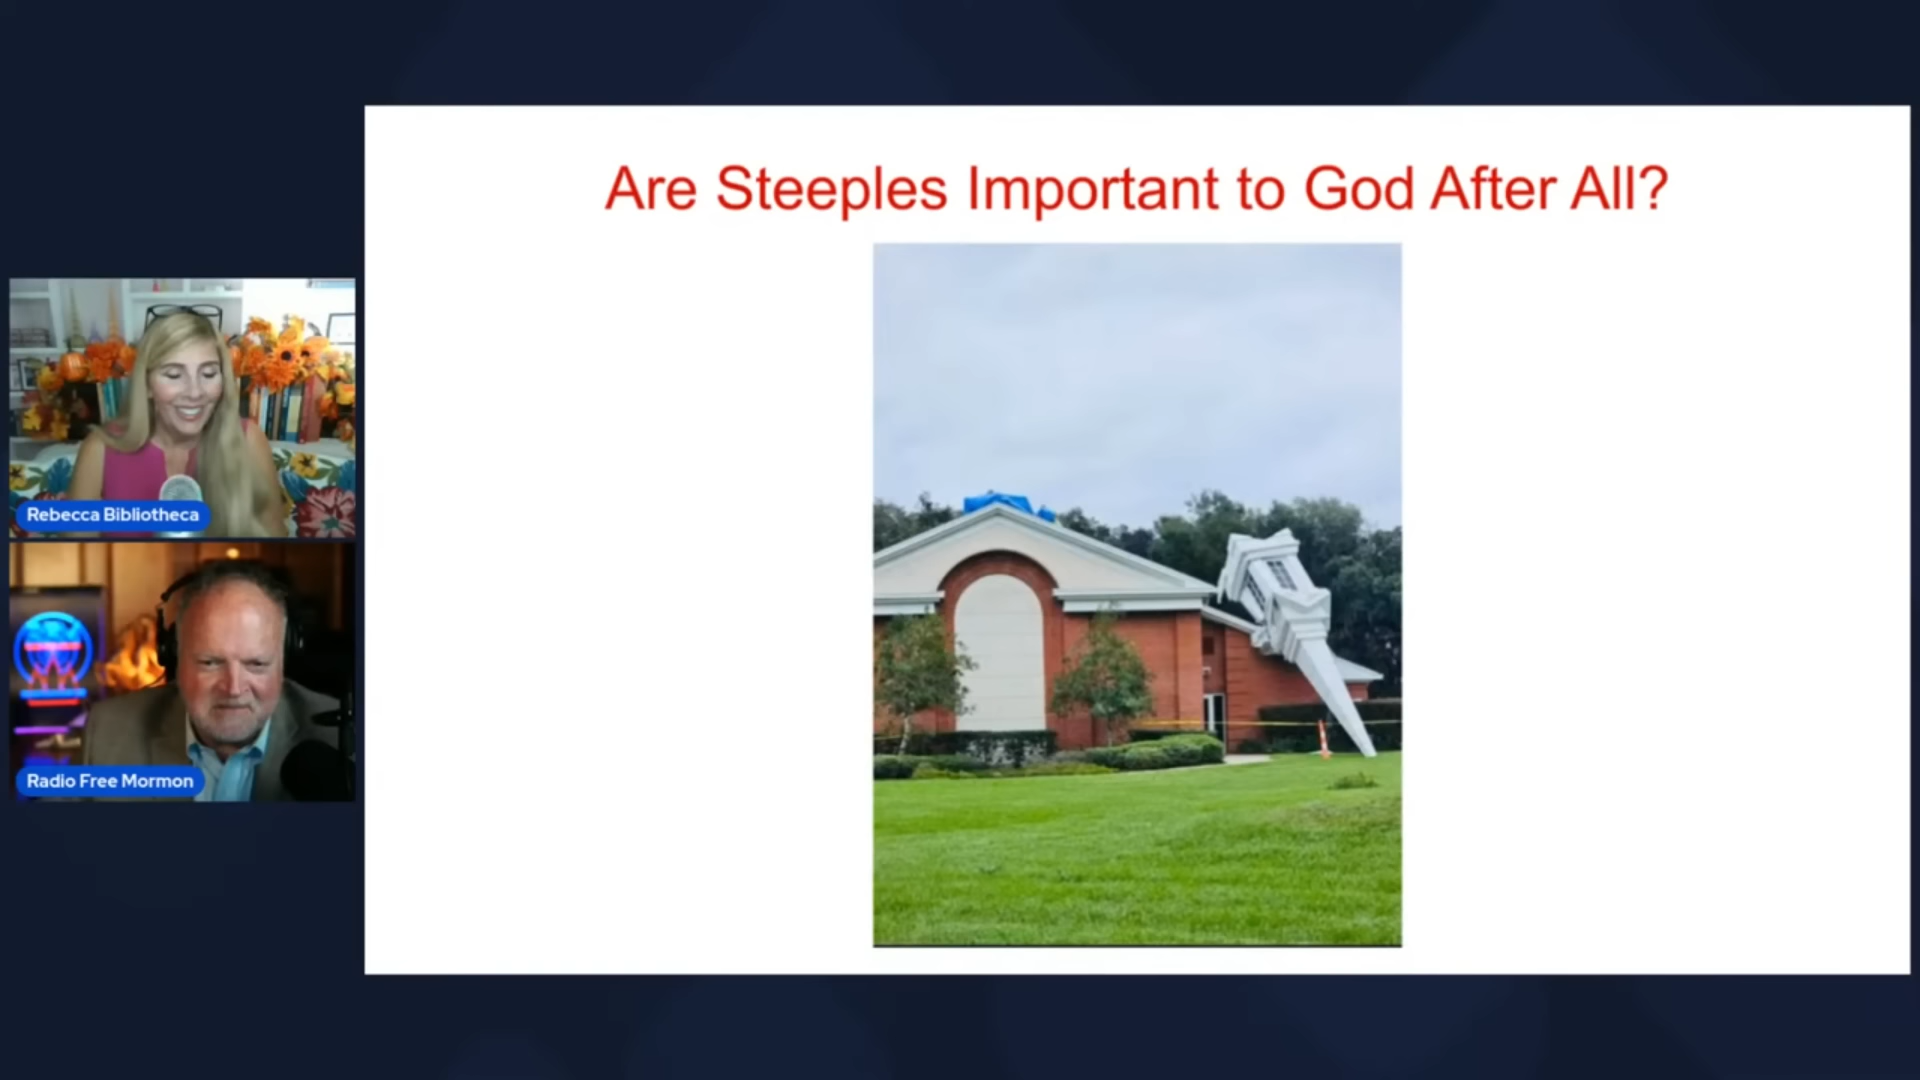 Are Steeples Important to God After All?
Rebecca Bibliotheca
Radio Free Mormon